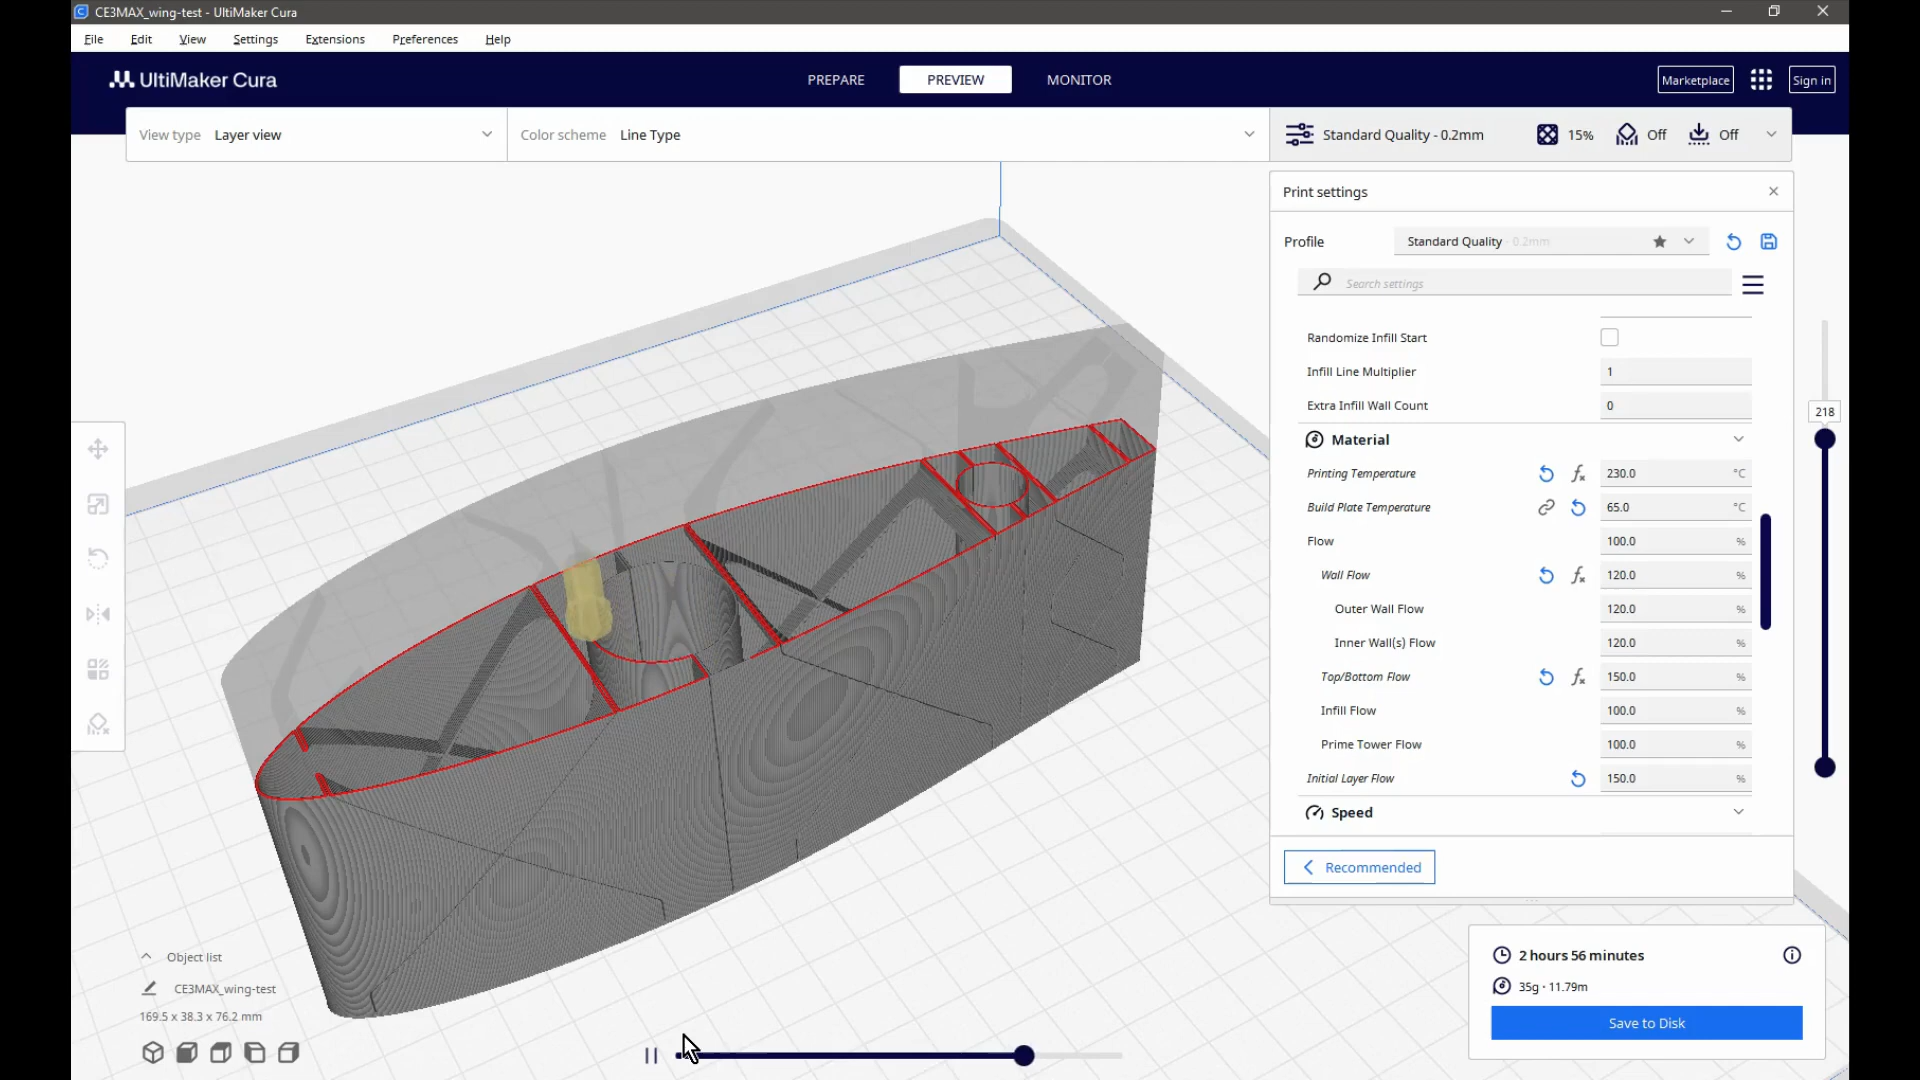 CE3MAX_wing-test - UltiMaker Cura
File Edit View Settings Extensions Preferences Help
UltiMaker Cura PREPARE PREVIEW MONITOR Marketplace Sign in
View type Layer view Color scheme Line Type Standard Quality - 0.2mm 15% Off Off
Print settings
Profile Standard Quality - 0.2mm
Search settings
Randomize Infill Start
Infill Line Multiplier 1
Extra Infill Wall Count 0
218
Material
Printing Temperature 230.0 °C
Build Plate Temperature 65.0 °C
Flow 100.0 %
Wall Flow 120.0 %
Outer Wall Flow 120.0 %
Inner Wall(s) Flow 120.0 %
Top/Bottom Flow 150.0 %
Infill Flow 100.0 %
Prime Tower Flow 100.0 %
Initial Layer Flow 150.0 %
Speed
Recommended
Object list
CE3MAX_wing-test
169.5 x 38.3 x 76.2 mm
2 hours 56 minutes
35g · 11.79m
Save to Disk